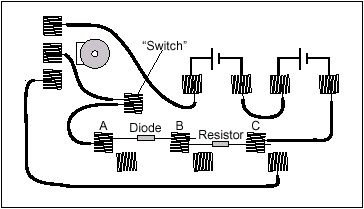 “Switch”
A
Diode
B
Resistor
C